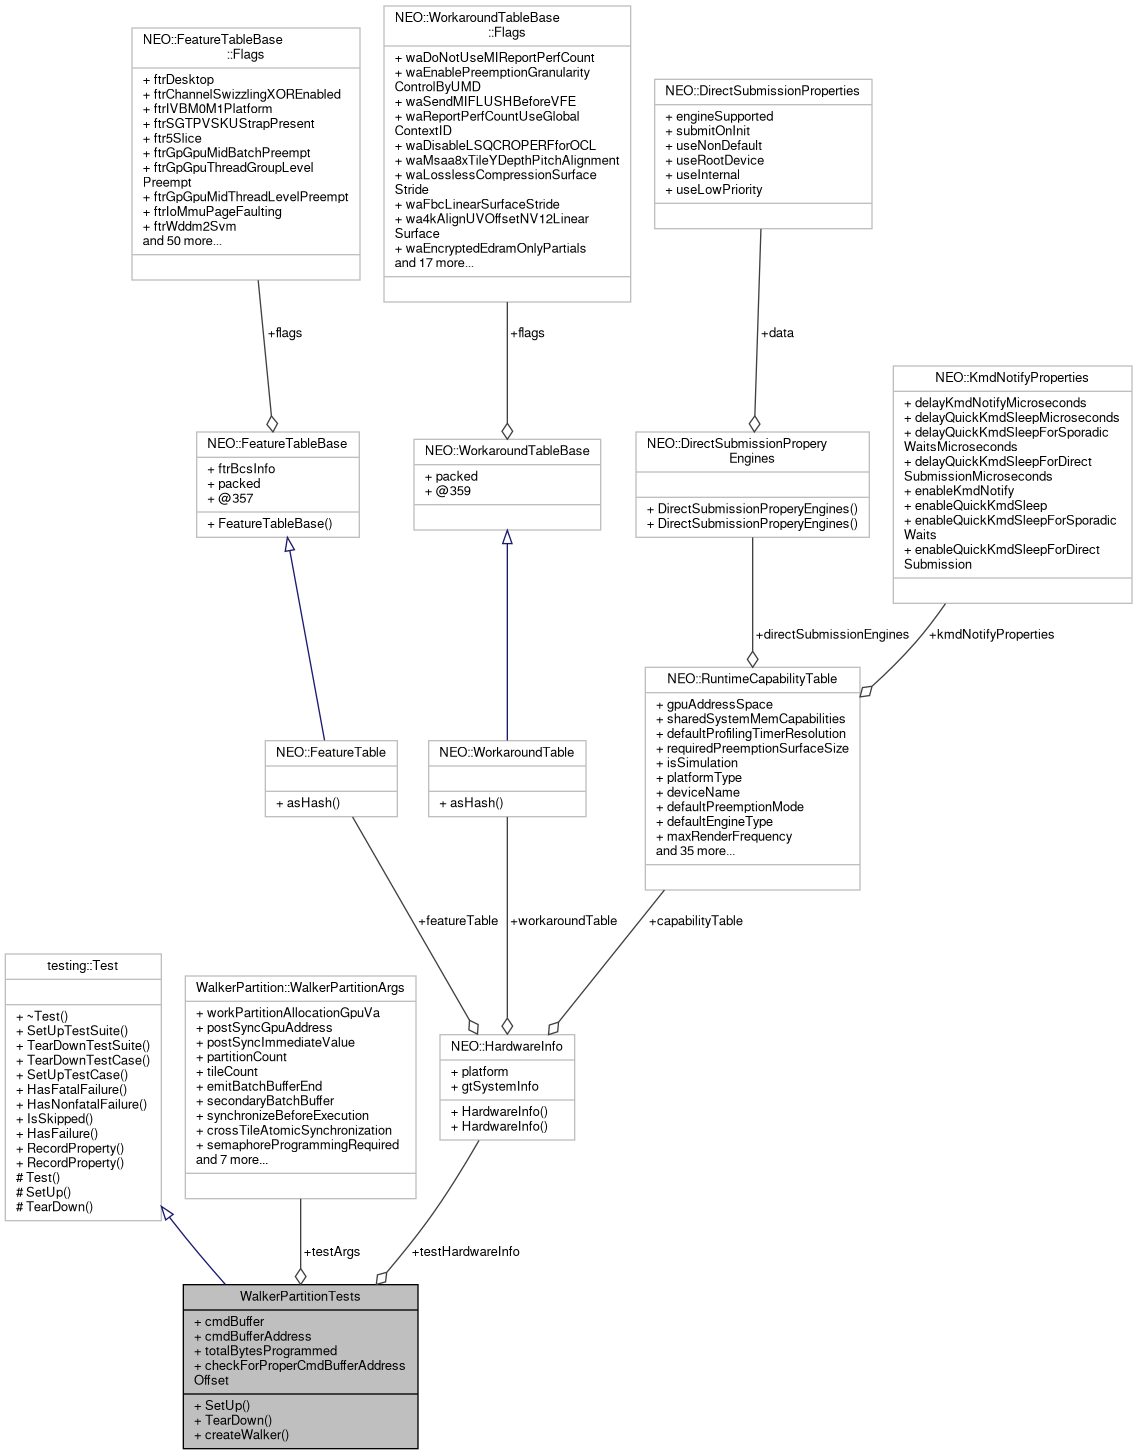 NEO::FeatureTableBase
::Flags
+ ftrDesktop
+ ftrChannelSwizzlingXOREnabled
+ ftrIVBM0M1Platform
+ ftrSGTPVSKUStrapPresent
+ ftr5Slice
+ ftrGpGpuMidBatchPreempt
+ ftrGpGpuThreadGroupLevel
Preempt
+ ftrGpGpuMidThreadLevelPreempt
+ ftrIoMmuPageFaulting
+ ftrWddm2Svm
and 50 more...
NEO::WorkaroundTableBase
::Flags
+ waDoNotUseMIReportPerfCount
+ waEnablePreemptionGranularity
ControlByUMD
+ waSendMIFLUSHBeforeVFE
+ waReportPerfCountUseGlobal
ContextID
+ waDisableLSQCROPERFforOCL
+ waMsaa8xTileYDepthPitchAlignment
+ waLosslessCompressionSurface
Stride
+ waFbcLinearSurfaceStride
+ wa4kAlignUVOffsetNV12Linear
Surface
+ waEncryptedEdramOnlyPartials
and 17 more...
NEO::DirectSubmissionProperties
+ engineSupported
+ submitOnInit
+ useNonDefault
+ useRootDevice
+ useInternal
+ useLowPriority
+flags
+flags
+data
NEO::KmdNotifyProperties
+ delayKmdNotifyMicroseconds
+ delayQuickKmdSleepMicroseconds
+ delayQuickKmdSleepForSporadic
WaitsMicroseconds
+ delayQuickKmdSleepForDirect
SubmissionMicroseconds
+ enableKmdNotify
+ enableQuickKmdSleep
+ enableQuickKmdSleepForSporadic
Waits
+ enableQuickKmdSleepForDirect
Submission
NEO::FeatureTableBase
+ ftrBcsInfo
+ packed
+ @357
+ FeatureTableBase()
NEO::WorkaroundTableBase
+ packed
+ @359
NEO::DirectSubmissionPropery
Engines
+ DirectSubmissionProperyEngines()
+ DirectSubmissionProperyEngines()
+directSubmissionEngines
+kmdNotifyProperties
NEO::FeatureTable
+ asHash()
NEO::WorkaroundTable
+ asHash()
NEO::RuntimeCapabilityTable
+ gpuAddressSpace
+ sharedSystemMemCapabilities
+ defaultProfilingTimerResolution
+ requiredPreemptionSurfaceSize
+ isSimulation
+ platformType
+ deviceName
+ defaultPreemptionMode
+ defaultEngineType
+ maxRenderFrequency
and 35 more...
+featureTable
+workaroundTable
+capabilityTable
testing::Test
+ ~Test()
+ SetUpTestSuite()
+ TearDownTestSuite()
+ TearDownTestCase()
+ SetUpTestCase()
+ HasFatalFailure()
+ HasNonfatalFailure()
+ IsSkipped()
+ HasFailure()
+ RecordProperty()
+ RecordProperty()
# Test()
# SetUp()
# TearDown()
WalkerPartition::WalkerPartitionArgs
+ workPartitionAllocationGpuVa
+ postSyncGpuAddress
+ postSyncImmediateValue
+ partitionCount
+ tileCount
+ emitBatchBufferEnd
+ secondaryBatchBuffer
+ synchronizeBeforeExecution
+ crossTileAtomicSynchronization
+ semaphoreProgrammingRequired
and 7 more...
NEO::HardwareInfo
+ platform
+ gtSystemInfo
+ HardwareInfo()
+ HardwareInfo()
+testArgs
+testHardwareInfo
WalkerPartitionTests
+ cmdBuffer
+ cmdBufferAddress
+ totalBytesProgrammed
+ checkForProperCmdBufferAddress
Offset
+ SetUp()
+ TearDown()
+ createWalker()